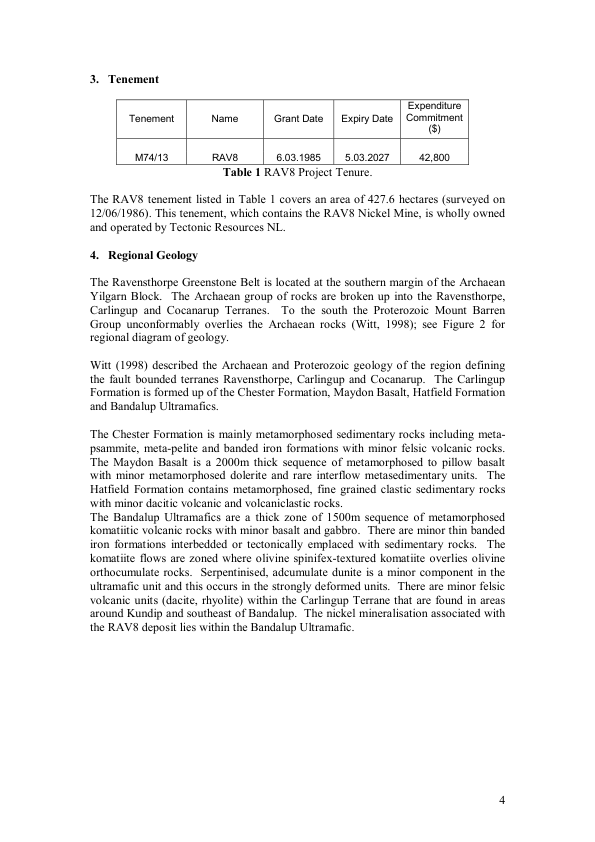 3. Tenement
Tenement Name Grant Date Expiry Date Expenditure Commitment ($)
M74/13 RAV8 6.03.1985 5.03.2027 42,800
Table 1 RAV8 Project Tenure.
The RAV8 tenement listed in Table 1 covers an area of 427.6 hectares (surveyed on
12/06/1986). This tenement, which contains the RAV8 Nickel Mine, is wholly owned
and operated by Tectonic Resources NL.
4. Regional Geology
The Ravensthorpe Greenstone Belt is located at the southern margin of the Archaean
Yilgarn Block. The Archaean group of rocks are broken up into the Ravensthorpe,
Carlingup and Cocanarup Terranes. To the south the Proterozoic Mount Barren
Group unconformably overlies the Archaean rocks (Witt, 1998); see Figure 2 for
regional diagram of geology.
Witt (1998) described the Archaean and Proterozoic geology of the region defining
the fault bounded terranes Ravensthorpe, Carlingup and Cocanarup. The Carlingup
Formation is formed up of the Chester Formation, Maydon Basalt, Hatfield Formation
and Bandalup Ultramafics.
The Chester Formation is mainly metamorphosed sedimentary rocks including meta-
psammite, meta-pelite and banded iron formations with minor felsic volcanic rocks.
The Maydon Basalt is a 2000m thick sequence of metamorphosed to pillow basalt
with minor metamorphosed dolerite and rare interflow metasedimentary units. The
Hatfield Formation contains metamorphosed, fine grained clastic sedimentary rocks
with minor dacitic volcanic and volcaniclastic rocks.
The Bandalup Ultramafics are a thick zone of 1500m sequence of metamorphosed
komatiitic volcanic rocks with minor basalt and gabbro. There are minor thin banded
iron formations interbedded or tectonically emplaced with sedimentary rocks. The
komatiite flows are zoned where olivine spinifex-textured komatiite overlies olivine
orthocumulate rocks. Serpentinised, adcumulate dunite is a minor component in the
ultramafic unit and this occurs in the strongly deformed units. There are minor felsic
volcanic units (dacite, rhyolite) within the Carlingup Terrane that are found in areas
around Kundip and southeast of Bandalup. The nickel mineralisation associated with
the RAV8 deposit lies within the Bandalup Ultramafic.
4